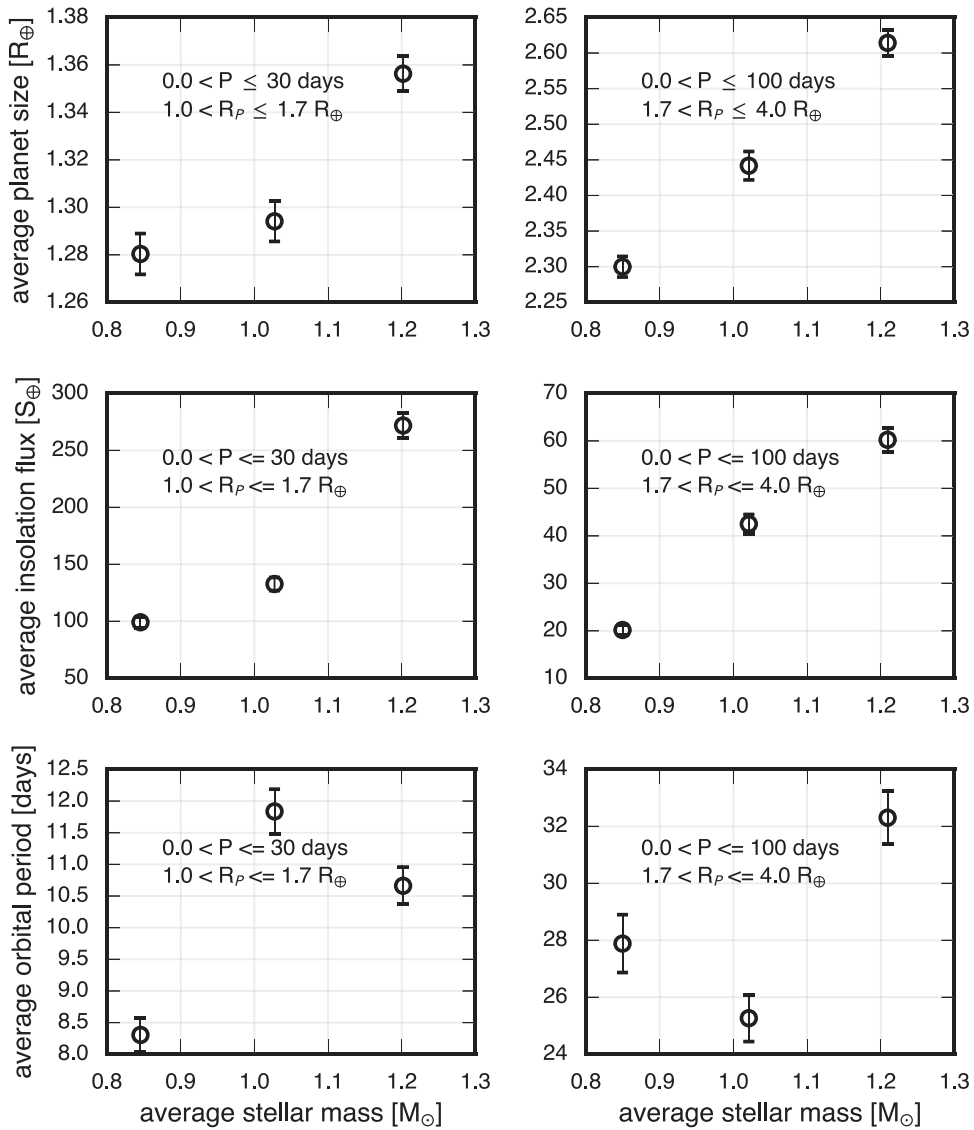 1.38
1.36
1.34
1.32
1.30
1.28
1.26
average planet size [R⊕]
0.0 < P ≤ 30 days
1.0 < R_P ≤ 1.7 R⊕
0.8 0.9 1.0 1.1 1.2 1.3
2.65
2.60
2.55
2.50
2.45
2.40
2.35
2.30
2.25
0.0 < P ≤ 100 days
1.7 < R_P ≤ 4.0 R⊕
0.8 0.9 1.0 1.1 1.2 1.3
300
250
200
150
100
50
average insolation flux [S⊕]
0.0 < P <= 30 days
1.0 < R_P <= 1.7 R⊕
0.8 0.9 1.0 1.1 1.2 1.3
70
60
50
40
30
20
10
0.0 < P <= 100 days
1.7 < R_P <= 4.0 R⊕
0.8 0.9 1.0 1.1 1.2 1.3
12.5
12.0
11.5
11.0
10.5
10.0
9.5
9.0
8.5
8.0
average orbital period [days]
0.0 < P <= 30 days
1.0 < R_P <= 1.7 R⊕
0.8 0.9 1.0 1.1 1.2 1.3
average stellar mass [M⊙]
34
32
30
28
26
24
0.0 < P <= 100 days
1.7 < R_P <= 4.0 R⊕
0.8 0.9 1.0 1.1 1.2 1.3
average stellar mass [M⊙]